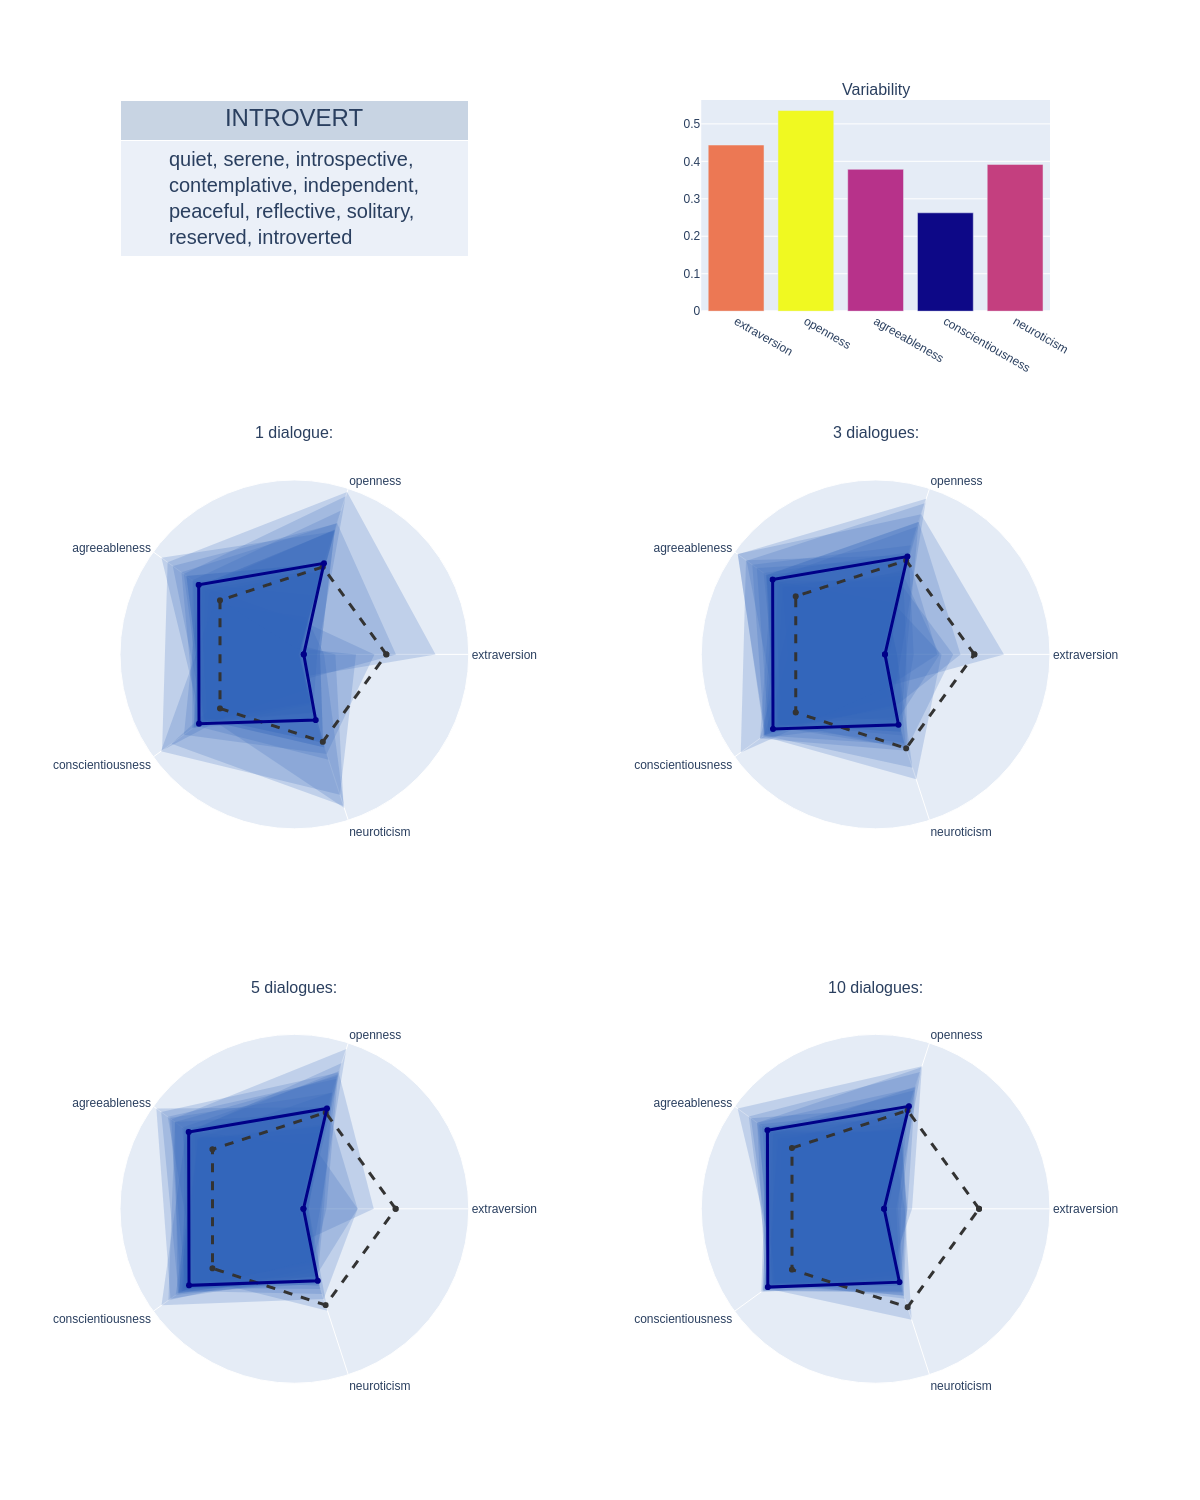 INTROVERT
quiet, serene, introspective,
contemplative, independent,
peaceful, reflective, solitary,
reserved, introverted
Variability
0.5
0.4
0.3
0.2
0.1
0
extraversion
openness
agreeableness
conscientiousness
neuroticism
1 dialogue:
openness
agreeableness
extraversion
conscientiousness
neuroticism
3 dialogues:
openness
agreeableness
extraversion
conscientiousness
neuroticism
5 dialogues:
openness
agreeableness
extraversion
conscientiousness
neuroticism
10 dialogues:
openness
agreeableness
extraversion
conscientiousness
neuroticism